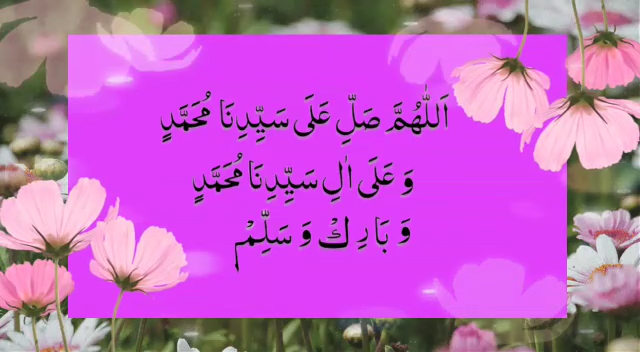 اَللّٰهُمَّ صَلِّ عَلَى سَيِّدِنَا مُحَمَّدٍ
وَ عَلَى اٰلِ سَيِّدِنَا مُحَمَّدٍ
وَ بَارِكْ وَ سَلِّمْ